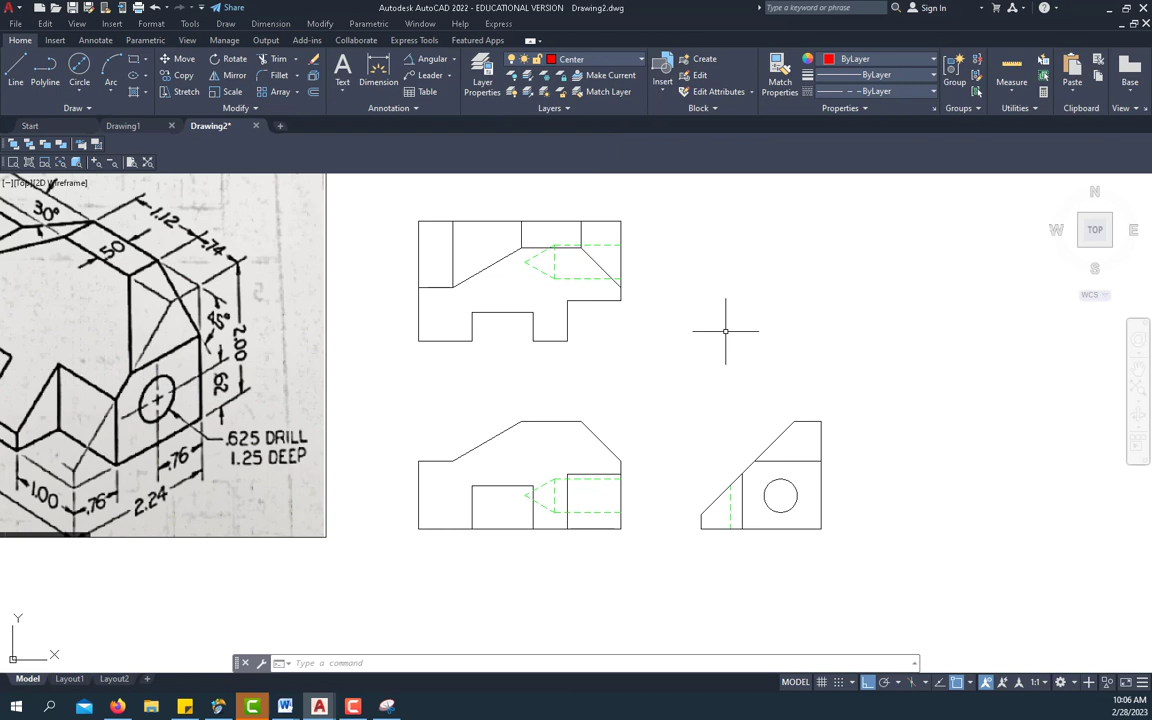 Share
Autodesk AutoCAD 2022 - EDUCATIONAL VERSION Drawing2.dwg
Type a keyword or phrase
Sign In
File Edit View Insert Format Tools Draw Dimension Modify Parametric Window Help Express
Home Insert Annotate Parametric View Manage Output Add-ins Collaborate Express Tools Featured Apps
Line Polyline Circle Arc
Move Rotate Trim
Copy Mirror Fillet
Stretch Scale Array
Text Dimension
Angular
Leader
Table
Layer Properties
Center
Make Current
Match Layer
Insert
Create
Edit
Edit Attributes
Match Properties
ByLayer
ByLayer
ByLayer
Group
Measure
Paste
Base
Draw Modify Annotation Layers Block Properties Groups Utilities Clipboard View
Start Drawing1 Drawing2*
[−][Top][2D Wireframe]
N
W TOP E
S
WCS
30°
1.12
.74
.50
45°
2.00
.62
.625 DRILL
1.25 DEEP
.76
1.00
.76
2.24
Y
X
Type a command
Model Layout1 Layout2
MODEL
1:1
10:06 AM
2/28/2023